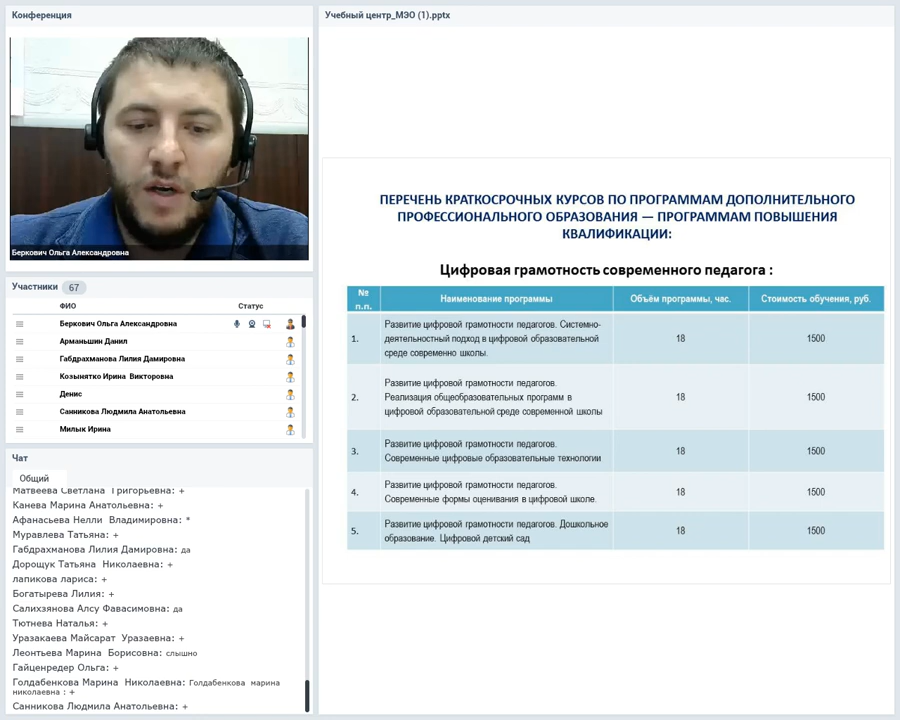 Конференция
Беркович Ольга Александровна
Участники 67
ФИО Статус
Беркович Ольга Александровна
Арманьшин Данил
Габдрахманова Лилия Дамировна
Козынятко Ирина Викторовна
Денис
Санникова Людмила Анатольевна
Милык Ирина
Чат
Общий
Матвеева Светлана Григорьевна: +
Канева Марина Анатольевна: +
Афанасьева Нелли Владимировна: *
Муравлева Татьяна: +
Габдрахманова Лилия Дамировна: да
Дорощук Татьяна Николаевна: +
лапикова лариса: +
Богатырева Лилия: +
Салихзянова Алсу Фавасимовна: да
Тютнева Наталья: +
Уразакаева Майсарат Уразаевна: +
Леонтьева Марина Борисовна: слышно
Гайценредер Ольга: +
Голдабенкова Марина Николаевна: Голдабенкова марина
николаевна : +
Санникова Людмила Анатольевна: +
Учебный центр_МЭО (1).pptx
ПЕРЕЧЕНЬ КРАТКОСРОЧНЫХ КУРСОВ ПО ПРОГРАММАМ ДОПОЛНИТЕЛЬНОГО
ПРОФЕССИОНАЛЬНОГО ОБРАЗОВАНИЯ — ПРОГРАММАМ ПОВЫШЕНИЯ
КВАЛИФИКАЦИИ:
Цифровая грамотность современного педагога :
№
п.п.
Наименование программы Объём программы, час. Стоимость обучения, руб.
Развитие цифровой грамотности педагогов. Системно-
1. деятельностный подход в цифровой образовательной 18 1500
среде современно школы.
Развитие цифровой грамотности педагогов.
2. Реализация общеобразовательных программ в 18 1500
цифровой образовательной среде современной школы
Развитие цифровой грамотности педагогов.
3. Современные цифровые образовательные технологии 18 1500
Развитие цифровой грамотности педагогов.
4. Современные формы оценивания в цифровой школе. 18 1500
Развитие цифровой грамотности педагогов. Дошкольное
5. образование. Цифровой детский сад 18 1500